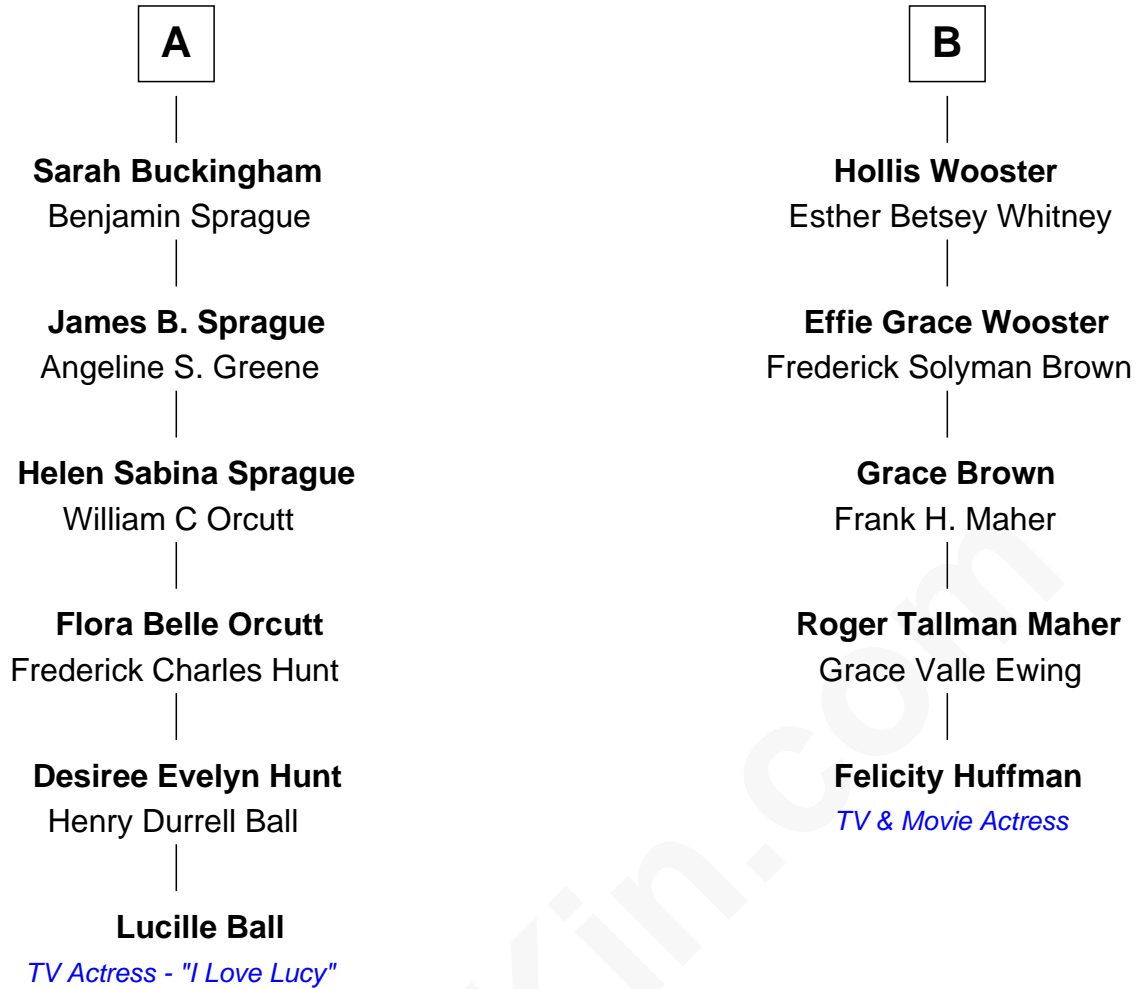 A
Sarah Buckingham
Benjamin Sprague
James B. Sprague
Angeline S. Greene
Helen Sabina Sprague
William C Orcutt
Flora Belle Orcutt
Frederick Charles Hunt
Desiree Evelyn Hunt
Henry Durrell Ball
Lucille Ball
TV Actress - "I Love Lucy"
B
Hollis Wooster
Esther Betsey Whitney
Effie Grace Wooster
Frederick Solyman Brown
Grace Brown
Frank H. Maher
Roger Tallman Maher
Grace Valle Ewing
Felicity Huffman
TV & Movie Actress
Kin.com